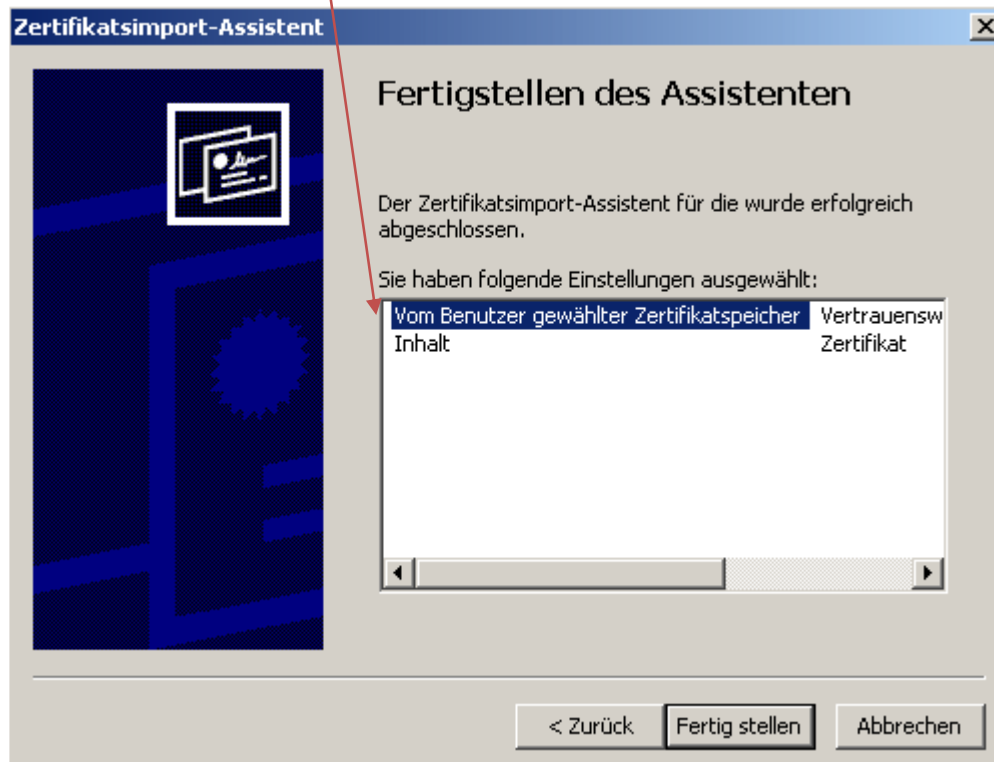 Zertifikatsimport-Assistent
Fertigstellen des Assistenten
Der Zertifikatsimport-Assistent für die wurde erfolgreich
abgeschlossen.
Sie haben folgende Einstellungen ausgewählt:
Vom Benutzer gewählter Zertifikatspeicher Vertrauensw
Inhalt Zertifikat
< Zurück Fertig stellen Abbrechen